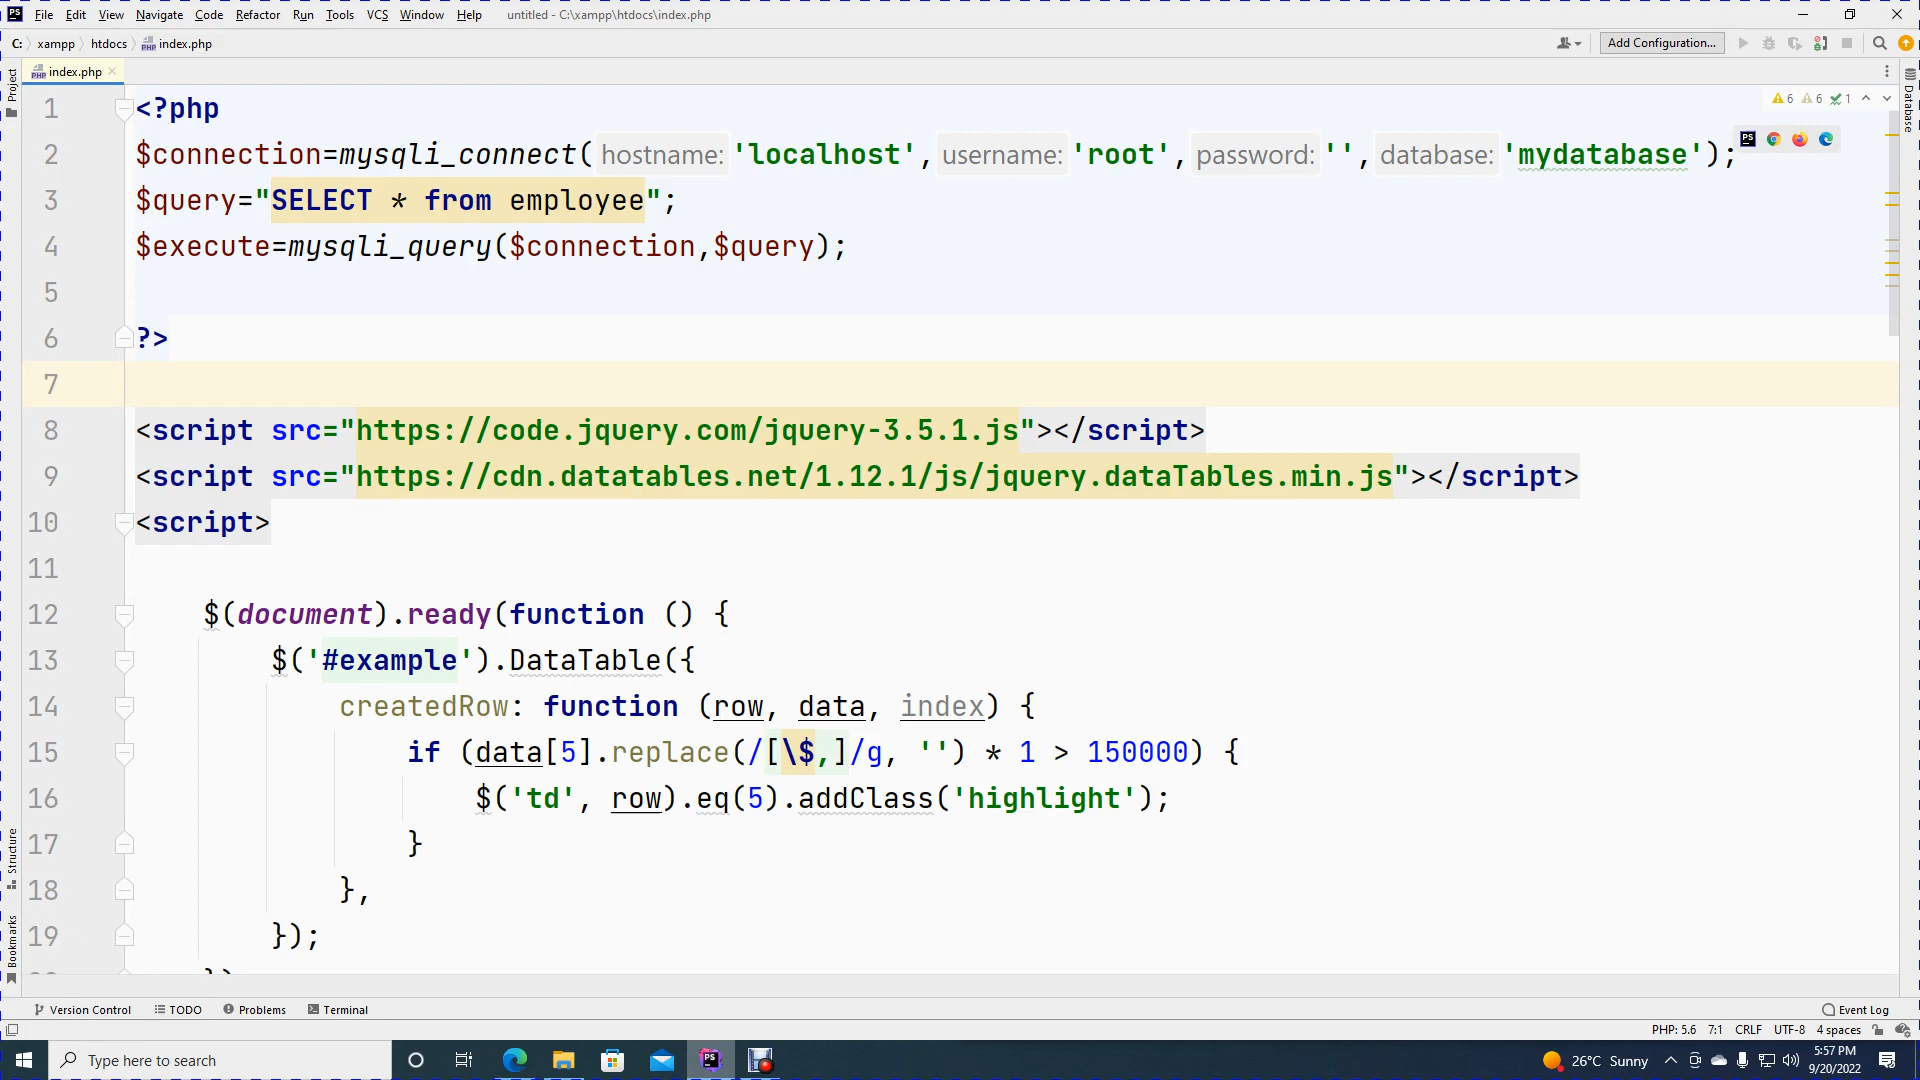 File Edit View Navigate Code Refactor Run Tools VCS Window Help untitled - C:\xampp\htdocs\index.php
C: xampp htdocs index.php Add Configuration...
index.php
Project
Database
6 6 1
1 <?php
2 $connection=mysqli_connect( hostname: 'localhost', username: 'root', password: '', database: 'mydatabase');
3 $query="SELECT * from employee";
4 $execute=mysqli_query($connection,$query);
5
6 ?>
7
8 <script src="https://code.jquery.com/jquery-3.5.1.js"></script>
9 <script src="https://cdn.datatables.net/1.12.1/js/jquery.dataTables.min.js"></script>
10 <script>
11
12 $(document).ready(function () {
13 $('#example').DataTable({
14 createdRow: function (row, data, index) {
15 if (data[5].replace(/[\$,]/g, '') * 1 > 150000) {
16 $('td', row).eq(5).addClass('highlight');
17 }
18 },
19 });
Structure
Bookmarks
Version Control TODO Problems Terminal Event Log
PHP: 5.6 7:1 CRLF UTF-8 4 spaces
Type here to search 26°C Sunny 5:57 PM
9/20/2022